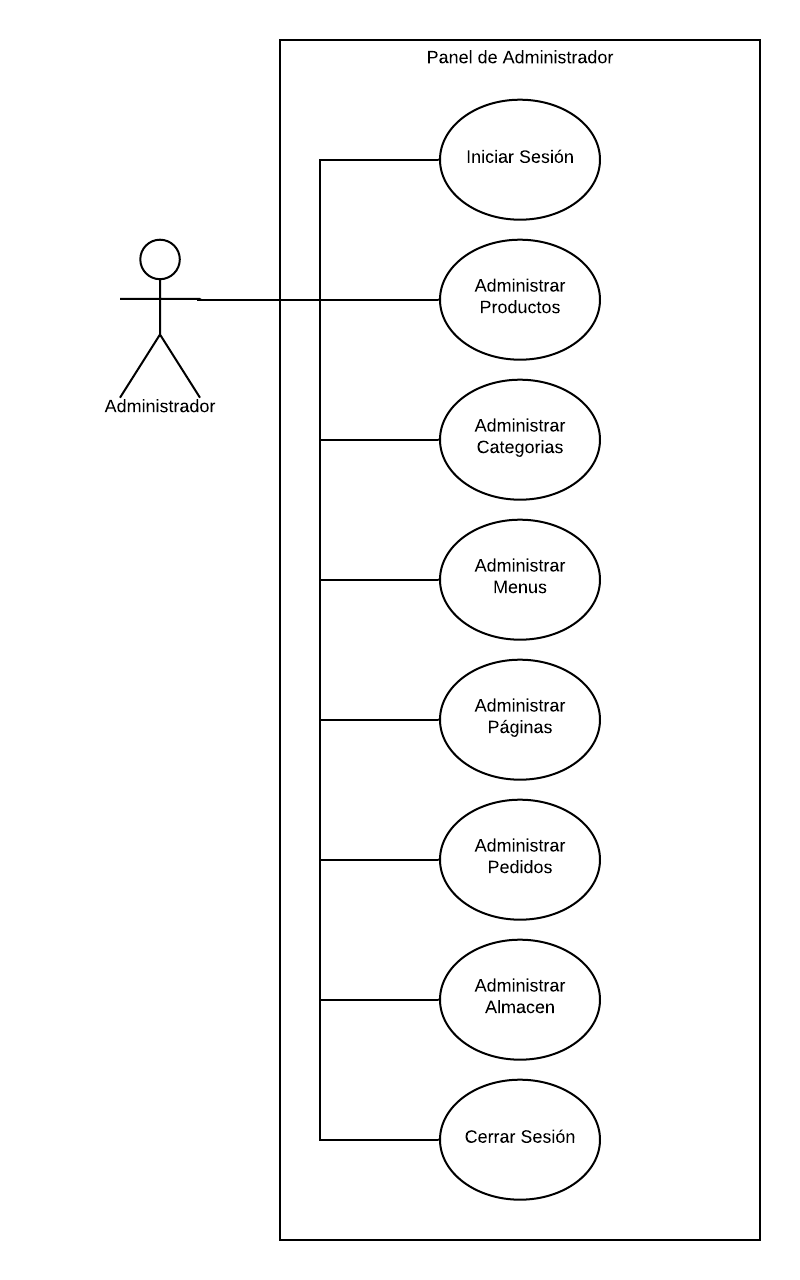 Panel de Administrador
Iniciar Sesión
Administrar
Productos
Administrador
Administrar
Categorias
Administrar
Menus
Administrar
Páginas
Administrar
Pedidos
Administrar
Almacen
Cerrar Sesión